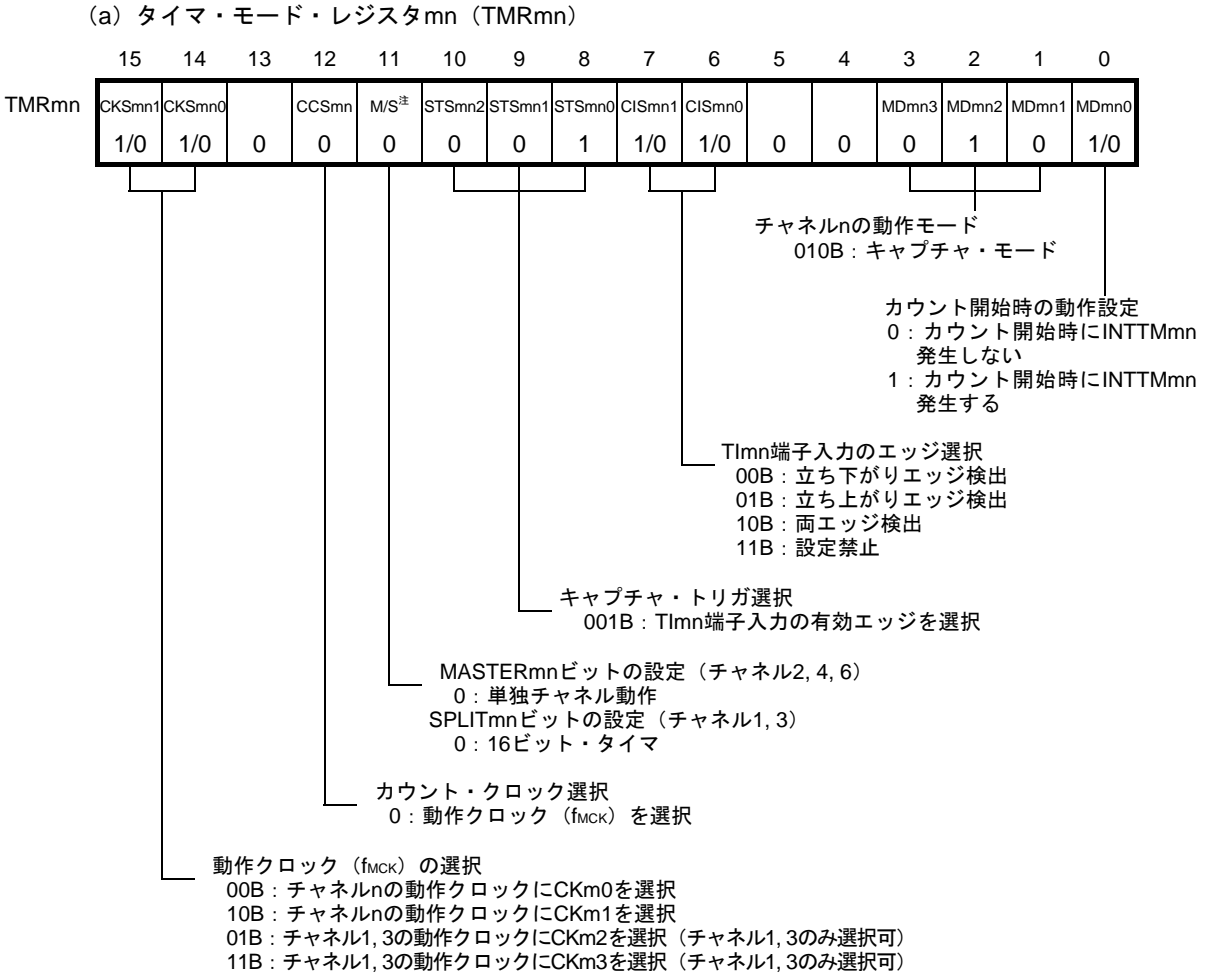 (a) タイマ・モード・レジスタmn（TMRmn）
15 14 13 12 11 10 9 8 7 6 5 4 3 2 1 0
TMRmn CKSmn1 CKSmn0 CCSmn M/S注 STSmn2 STSmn1 STSmn0 CISmn1 CISmn0 MDmn3 MDmn2 MDmn1 MDmn0
1/0 1/0 0 0 0 0 0 1 1/0 1/0 0 0 0 1 0 1/0
チャネルnの動作モード
010B：キャプチャ・モード
カウント開始時の動作設定
0：カウント開始時にINTTMmn
発生しない
1：カウント開始時にINTTMmn
発生する
TImn端子入力のエッジ選択
00B：立ち下がりエッジ検出
01B：立ち上がりエッジ検出
10B：両エッジ検出
11B：設定禁止
キャプチャ・トリガ選択
001B：TImn端子入力の有効エッジを選択
MASTERmnビットの設定（チャネル2, 4, 6）
0：単独チャネル動作
SPLITmnビットの設定（チャネル1, 3）
0：16ビット・タイマ
カウント・クロック選択
0：動作クロック（fMCK）を選択
動作クロック（fMCK）の選択
00B：チャネルnの動作クロックにCKm0を選択
10B：チャネルnの動作クロックにCKm1を選択
01B：チャネル1, 3の動作クロックにCKm2を選択（チャネル1, 3のみ選択可）
11B：チャネル1, 3の動作クロックにCKm3を選択（チャネル1, 3のみ選択可）